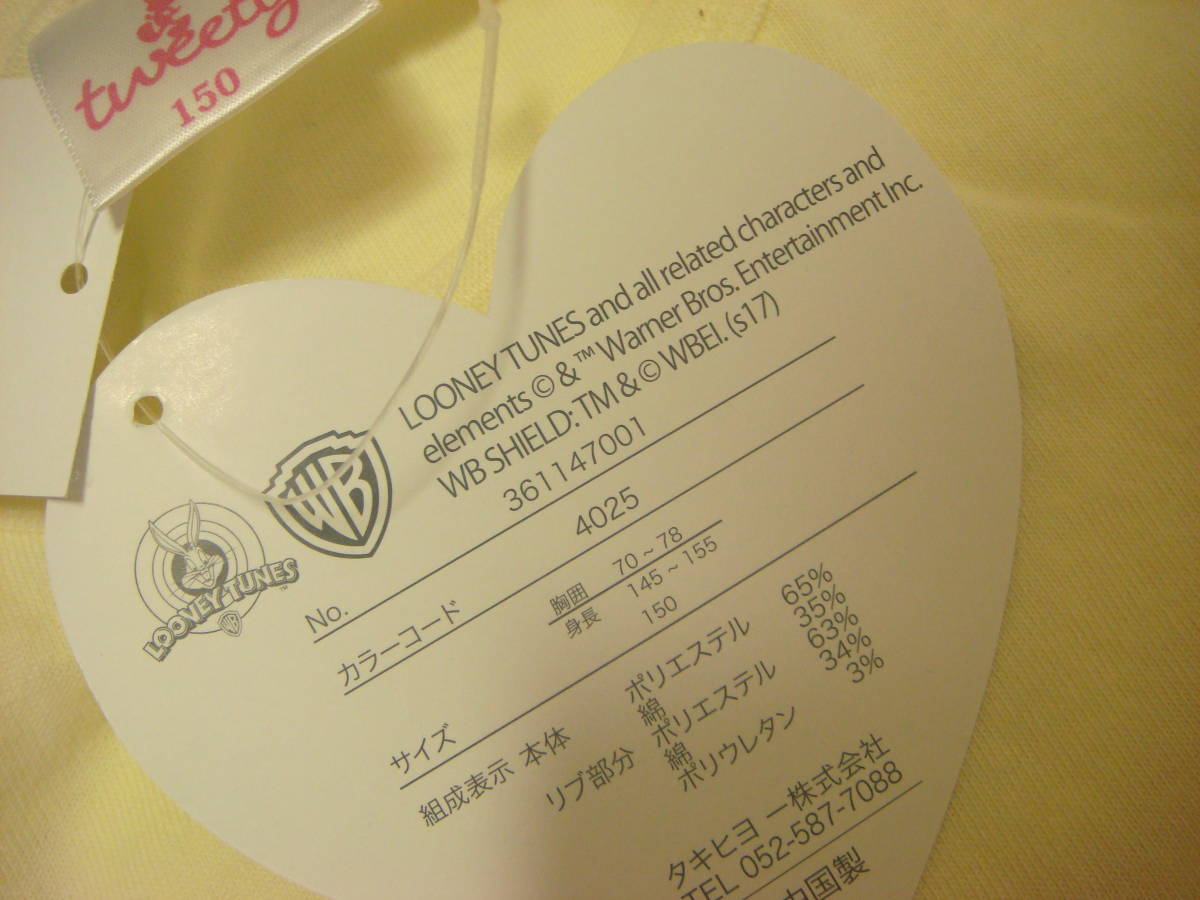 tweety
150
LOONEY TUNES and all related characters and
elements © & ™ Warner Bros. Entertainment Inc.
WB SHIELD: TM & © WBEI. (s17)
WB
LOONEY TUNES ™
WB
No. 361147001
カラーコード 4025
胸囲 70 ~ 78
身長 145 ~ 155
サイズ 150
組成表示 本体 ポリエステル 65%
綿 35%
リブ部分 ポリエステル 63%
綿 34%
ポリウレタン 3%
タキヒヨー株式会社
TEL 052-587-7088
中国製